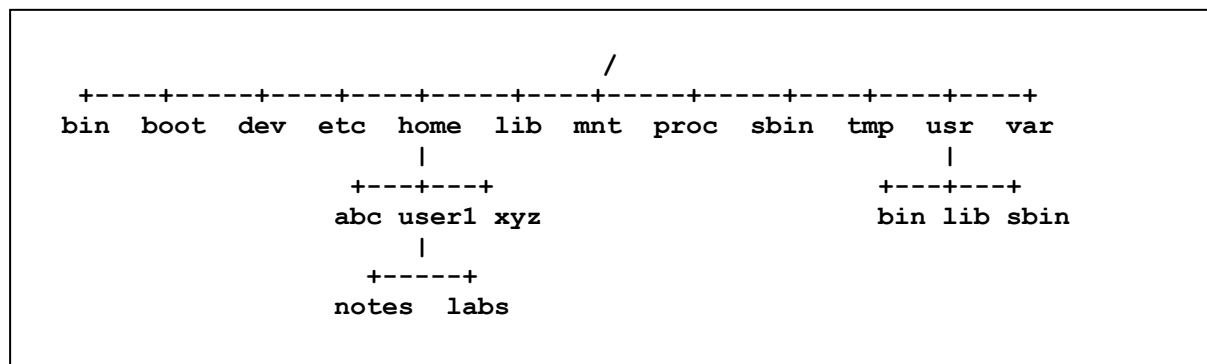 /
+----+-----+----+----+-----+----+-----+-----+----+----+----+
bin boot dev etc home lib mnt proc sbin tmp usr var
| |
+---+---+ +---+---+
abc user1 xyz bin lib sbin
|
+-----+
notes labs